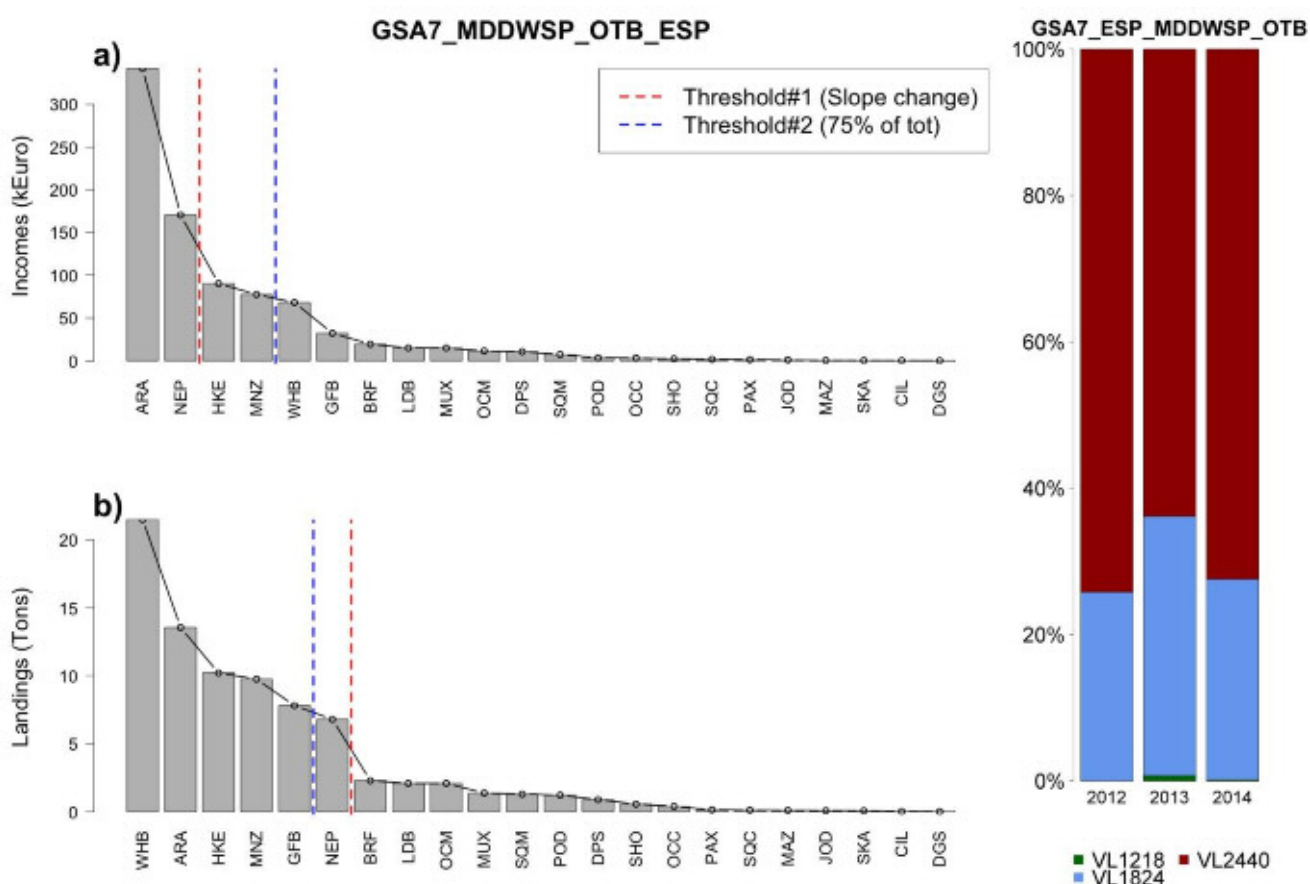 GSA7_MDDWSP_OTB_ESP
a)
Threshold#1 (Slope change)
Threshold#2 (75% of tot)
Incomes (kEuro)
300
250
200
150
100
50
0
ARA NEP HKE MNZ WHB GFB BRF LDB MUX OCM DPS SQM POD OCC SHO SQC PAX JOD MAZ SKA CIL DGS
b)
Landings (Tons)
20
15
10
5
0
WHB ARA HKE MNZ GFB NEP BRF LDB OCM MUX SQM POD DPS SHO OCC PAX SQC MAZ JOD SKA CIL DGS
GSA7_ESP_MDDWSP_OTB
100%
80%
60%
40%
20%
0%
2012 2013 2014
VL1218 VL2440
VL1824